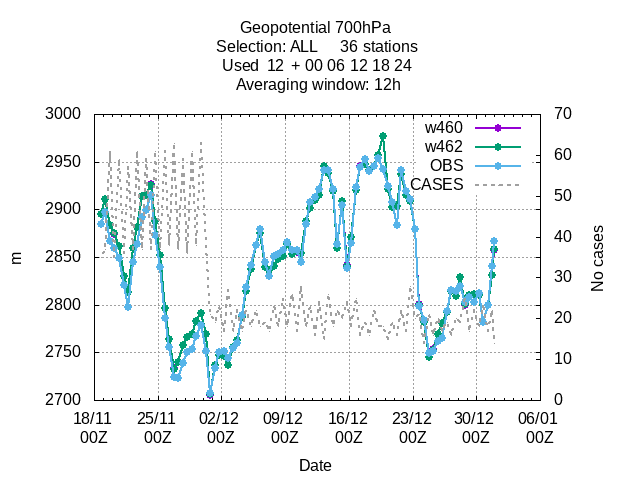 Geopotential 700hPa
Selection: ALL 36 stations
Used 12 + 00 06 12 18 24
Averaging window: 12h
3000
2950
2900
2850
2800
2750
2700
m
70
60
50
40
30
20
10
0
No cases
w460
w462
OBS
CASES
18/11 25/11 02/12 09/12 16/12 23/12 30/12 06/01
00Z 00Z 00Z 00Z 00Z 00Z 00Z 00Z
Date